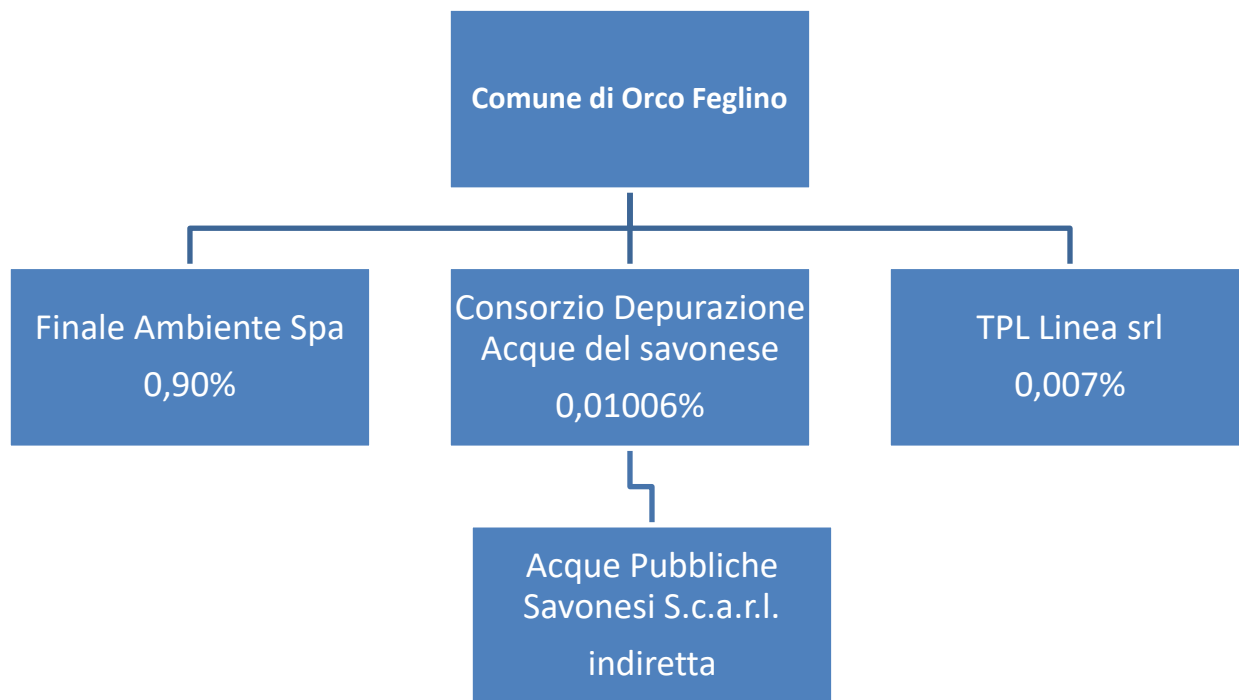 Comune di Orco Feglino
Finale Ambiente Spa
0,90%
Consorzio Depurazione
Acque del savonese
0,01006%
TPL Linea srl
0,007%
Acque Pubbliche
Savonesi S.c.a.r.l.
indiretta